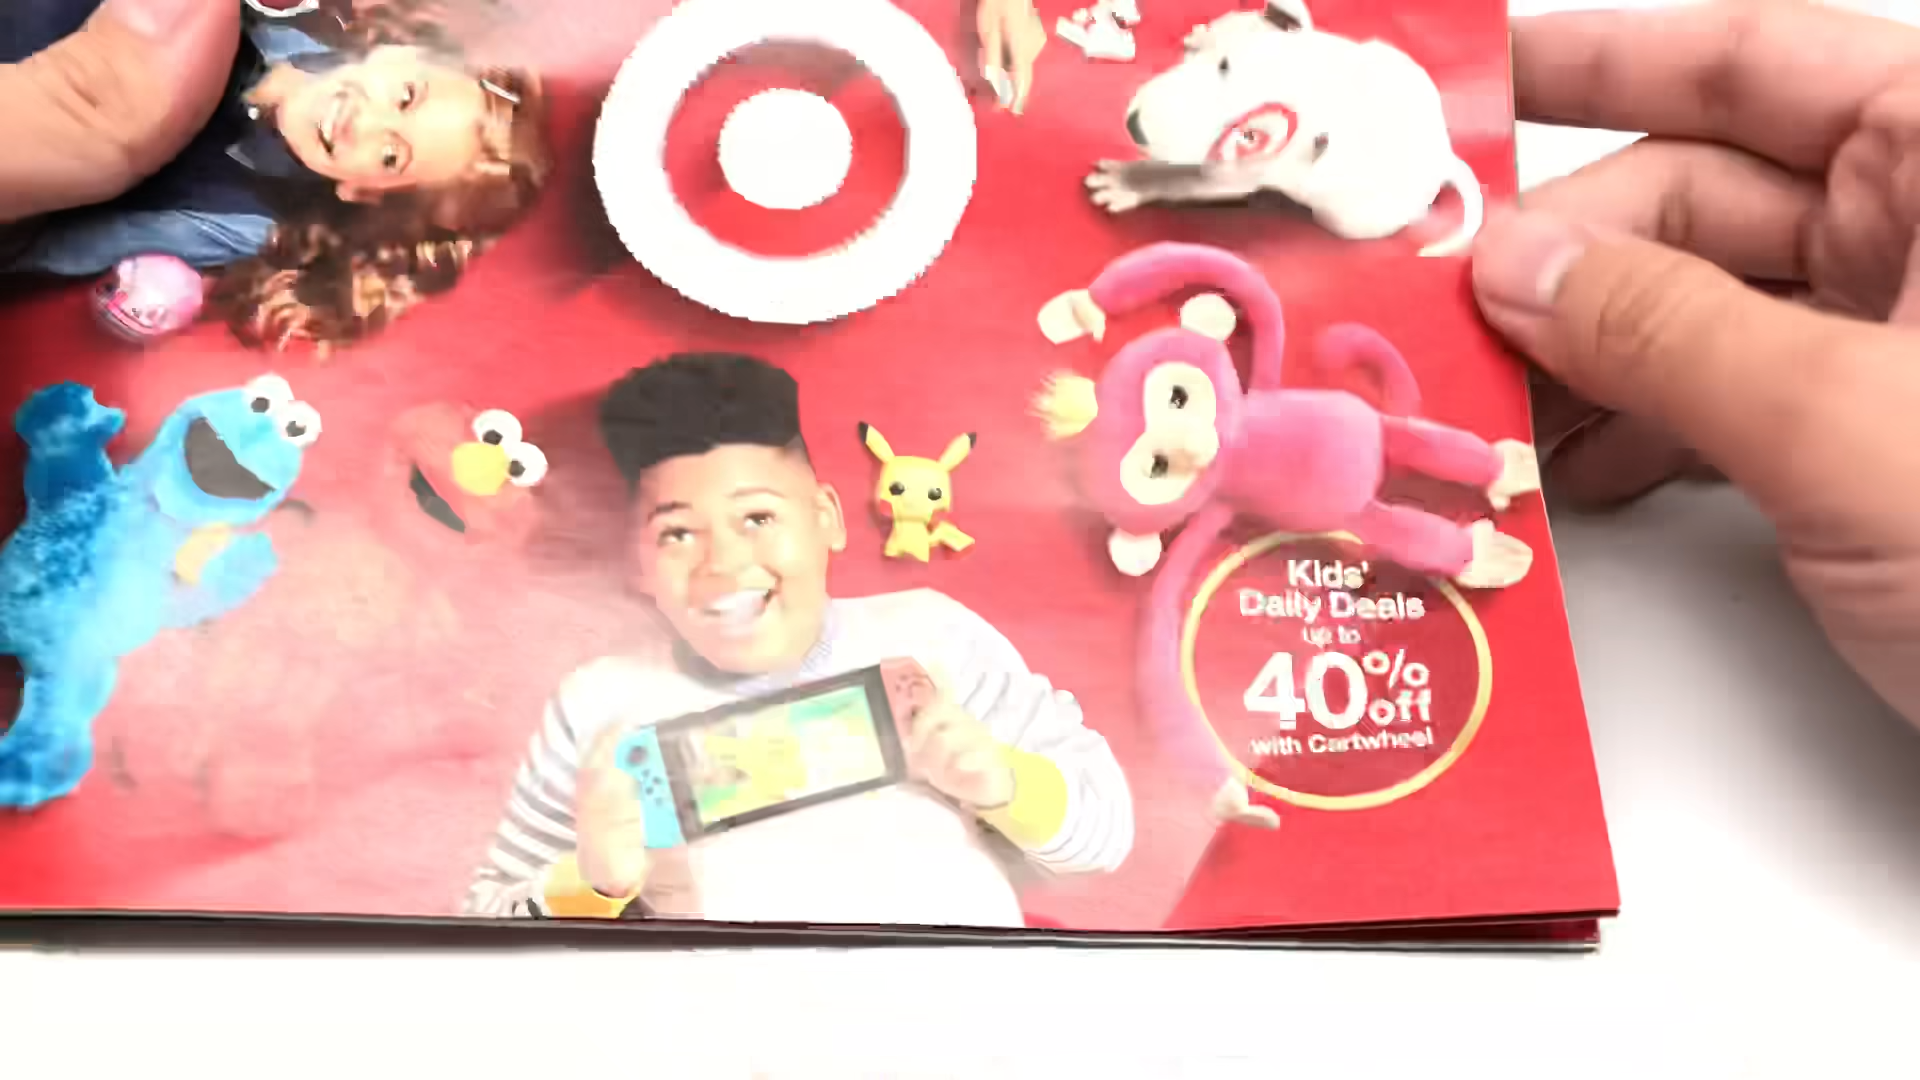 Kids'
Daily Deals
up to
40% off
with Cartwheel